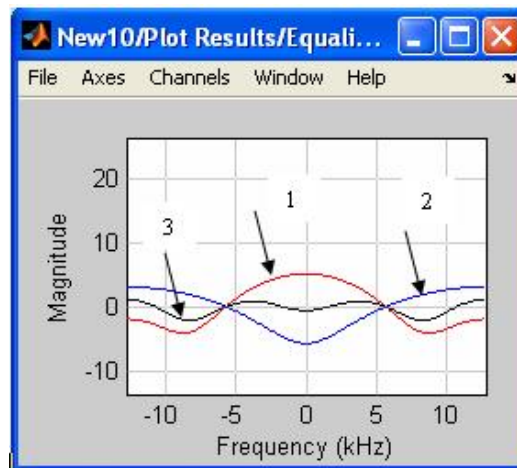 New10/Plot Results/Equali...
File Axes Channels Window Help
20
10
0
-10
Magnitude
1
2
3
-10 -5 0 5 10
Frequency (kHz)